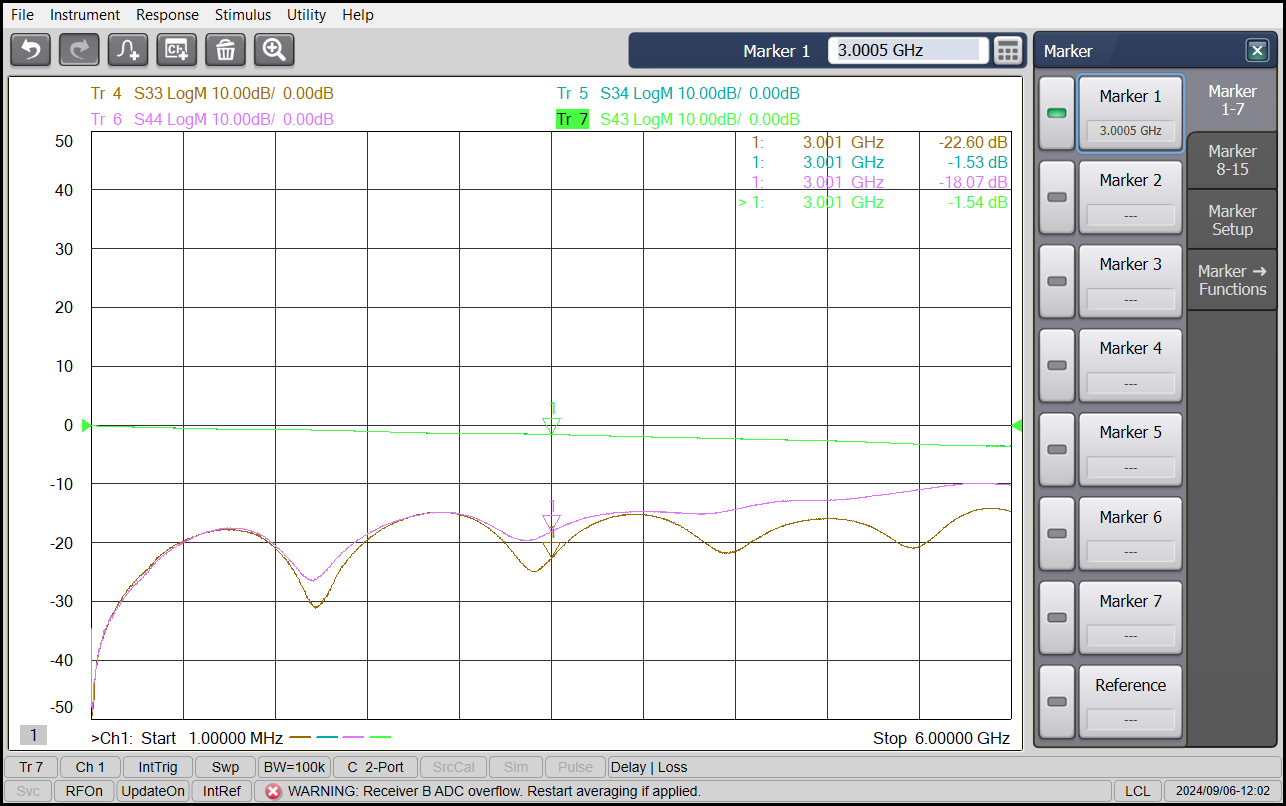 File Instrument Response Stimulus Utility Help
Ch1
Marker 1 3.0005 GHz
Marker
Tr 4 S33 LogM 10.00dB/ 0.00dB
Tr 5 S34 LogM 10.00dB/ 0.00dB
Tr 6 S44 LogM 10.00dB/ 0.00dB
Tr 7 S43 LogM 10.00dB/ 0.00dB
1: 3.001 GHz -22.60 dB
1: 3.001 GHz -1.53 dB
1: 3.001 GHz -18.07 dB
> 1: 3.001 GHz -1.54 dB
50
40
30
20
10
0
-10
-20
-30
-40
-50
1
1
1
>Ch1: Start 1.00000 MHz
Stop 6.00000 GHz
Marker 1
3.0005 GHz
Marker 2
---
Marker 3
---
Marker 4
---
Marker 5
---
Marker 6
---
Marker 7
---
Reference
---
Marker
1-7
Marker
8-15
Marker
Setup
Marker →
Functions
Tr 7 Ch 1 IntTrig Swp BW=100k C 2-Port SrcCal Sim Pulse Delay | Loss
Svc RFOn UpdateOn IntRef WARNING: Receiver B ADC overflow. Restart averaging if applied. LCL 2024/09/06-12:02